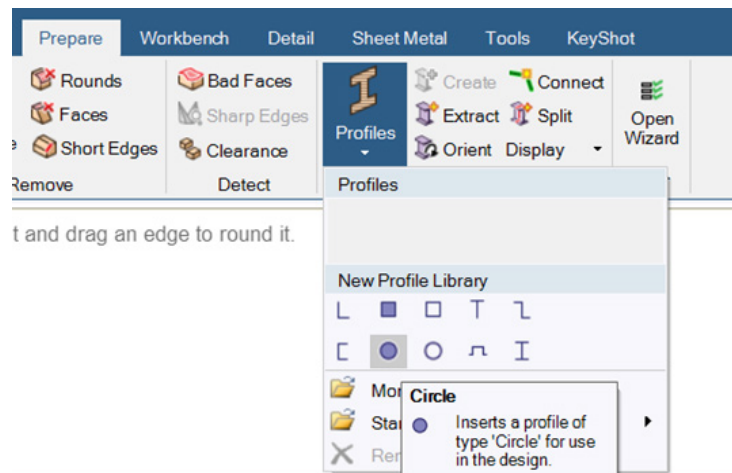 Prepare Workbench Detail Sheet Metal Tools KeyShot
Rounds Bad Faces Create Connect
Faces Sharp Edges Profiles Extract Split Open
Short Edges Clearance Orient Display Wizard
Remove Detect Profiles
t and drag an edge to round it.
New Profile Library
Circle
Inserts a profile of
type 'Circle' for use
in the design.